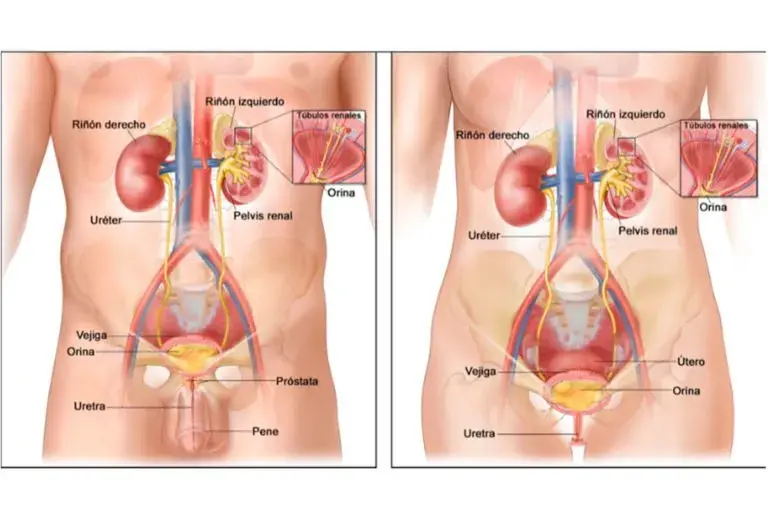 Riñón izquierdo
Túbulos renales
Riñón derecho
Orina
Pelvis renal
Uréter
Vejiga
Orina
Próstata
Uretra
Pene
Riñón izquierdo
Túbulos renales
Riñón derecho
Orina
Pelvis renal
Uréter
Útero
Vejiga
Orina
Uretra